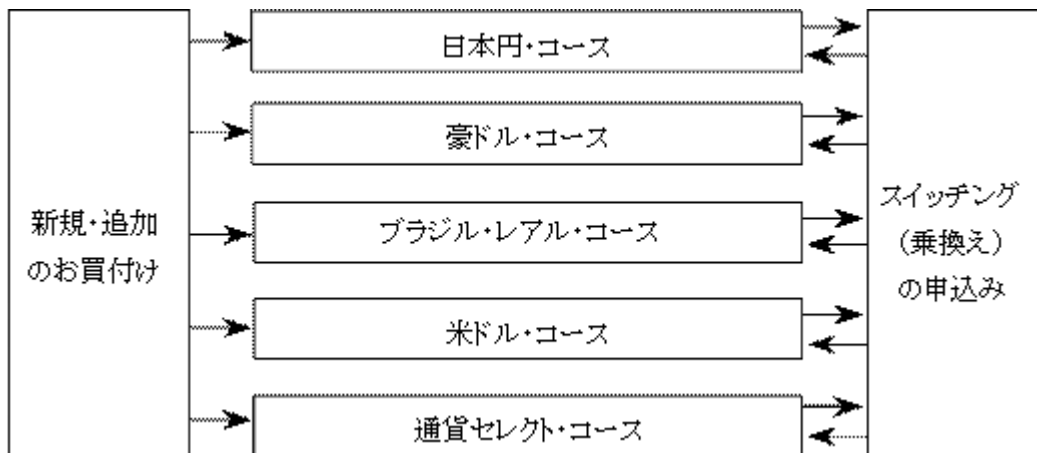 日本円・コース
豪ドル・コース
新規・追加
のお買付け
ブラジル・レアル・コース
スイッチング
(乗換え)
の申込み
米ドル・コース
通貨セレクト・コース